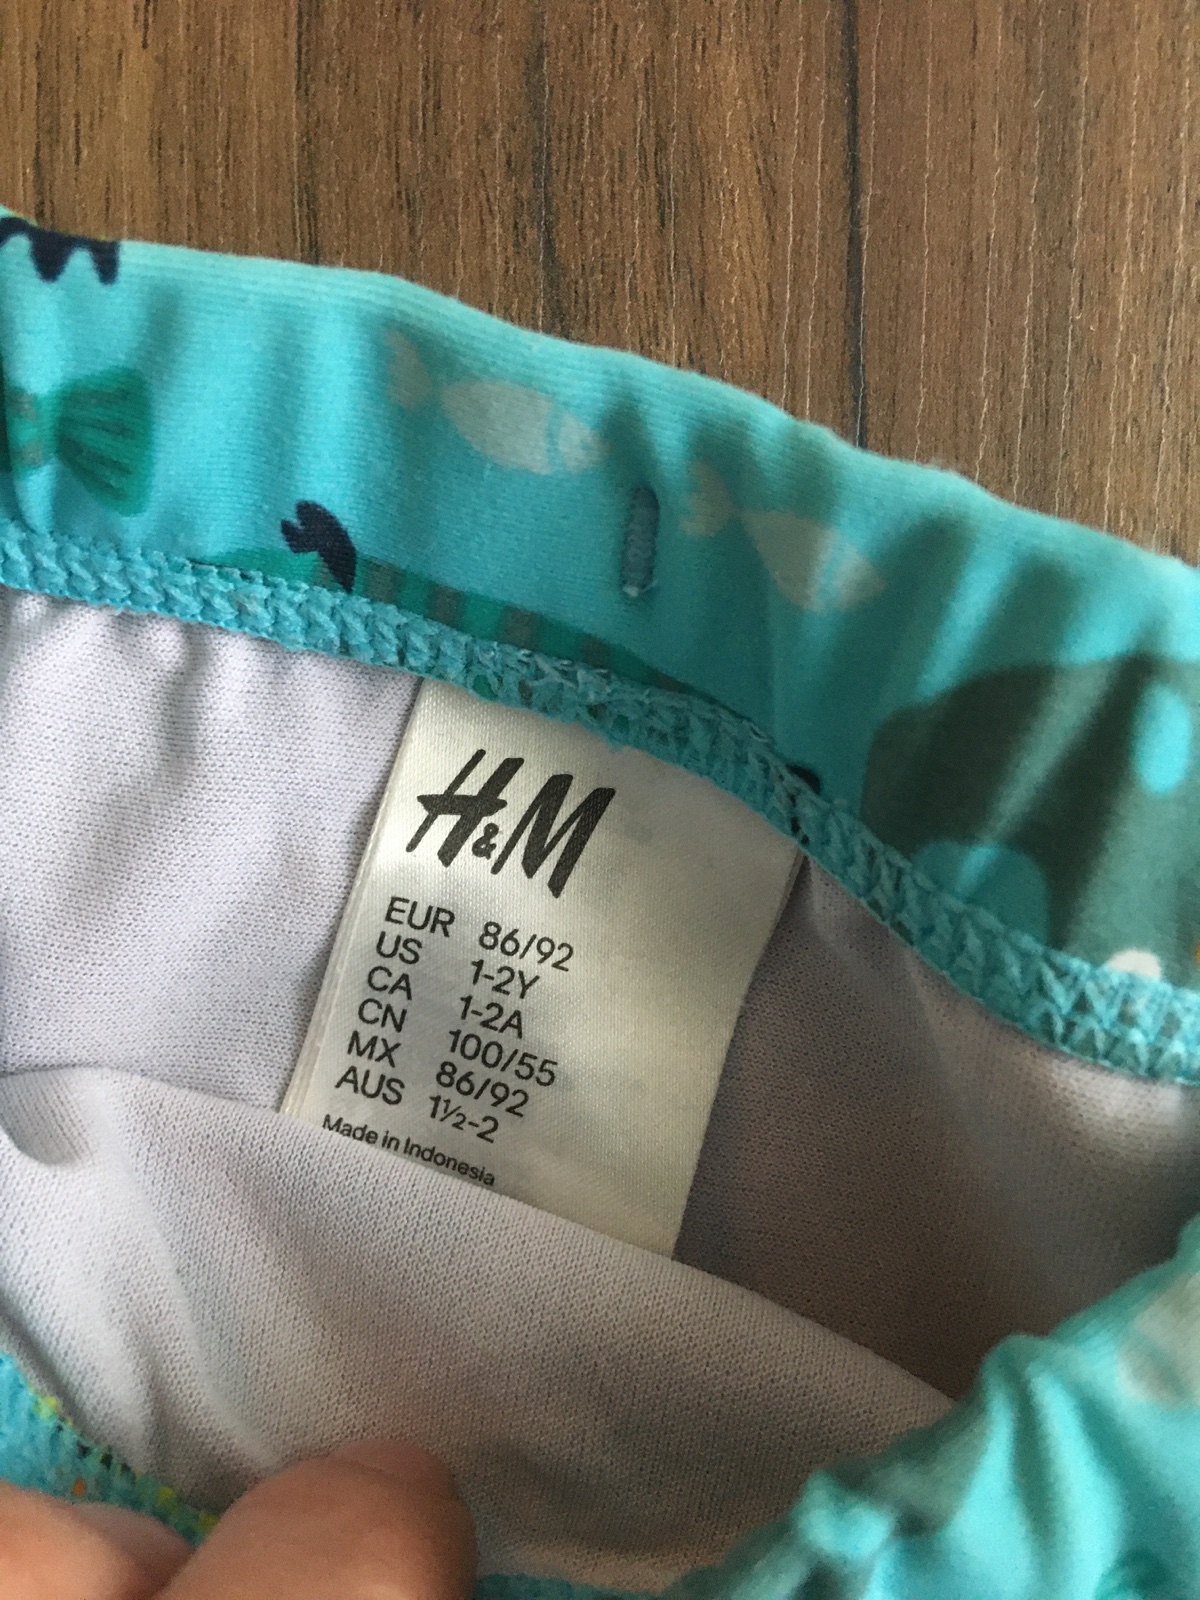 H&M
EUR 86/92
US 1-2Y
CA 1-2A
CN 100/55
MX 86/92
AUS 1½-2
Made in Indonesia